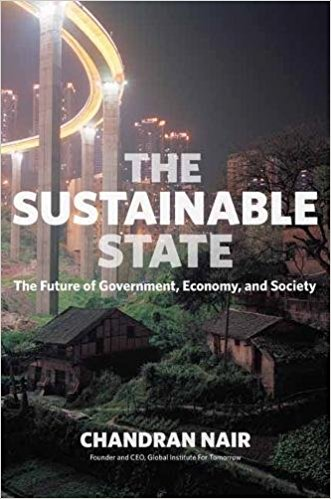 THE
SUSTAINABLE
STATE
The Future of Government, Economy, and Society
CHANDRAN NAIR
Founder and CEO, Global Institute For Tomorrow